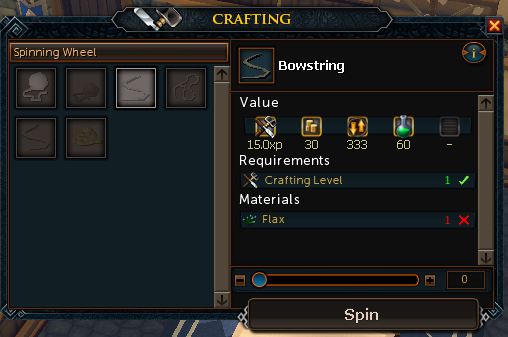 CRAFTING
Spinning Wheel
Bowstring
Value
15.0xp 30 333 60 -
Requirements
Crafting Level 1
Materials
Flax 1
0
Spin